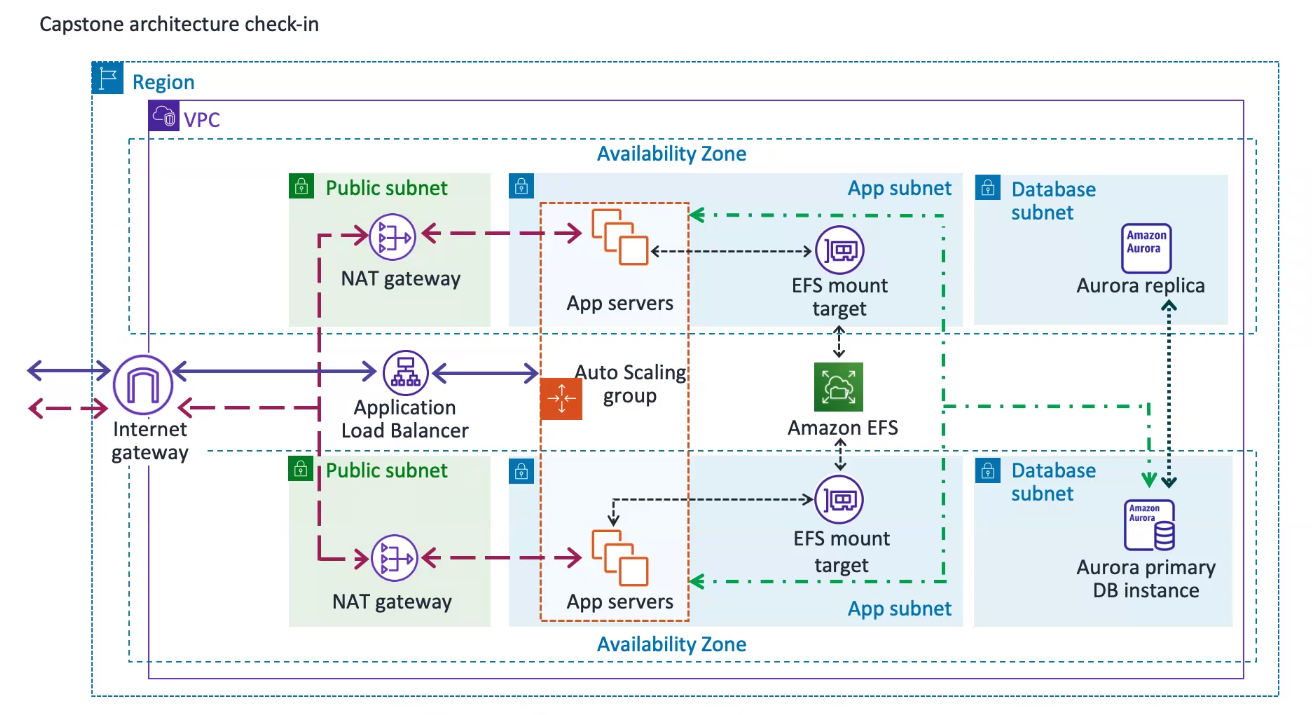 Capstone architecture check-in
Region
VPC
Availability Zone
Public subnet
App subnet
Database
subnet
NAT gateway
App servers
EFS mount
target
Amazon
Aurora
Aurora replica
Internet
gateway
Application
Load Balancer
Auto Scaling
group
Amazon EFS
Public subnet
Database
subnet
NAT gateway
App servers
EFS mount
target
App subnet
Amazon
Aurora
Aurora primary
DB instance
Availability Zone